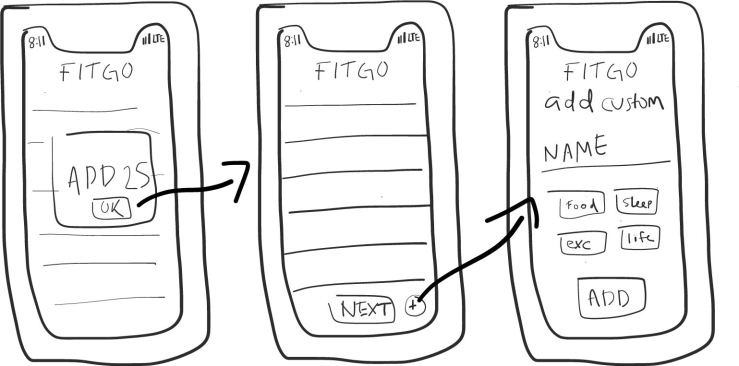 8:11 LTE
FITGO
ADD 25
OK
8:11 LTE
FITGO
NEXT +
8:11 LTE
FITGO
add custom
NAME
Food sleep
exc life
ADD